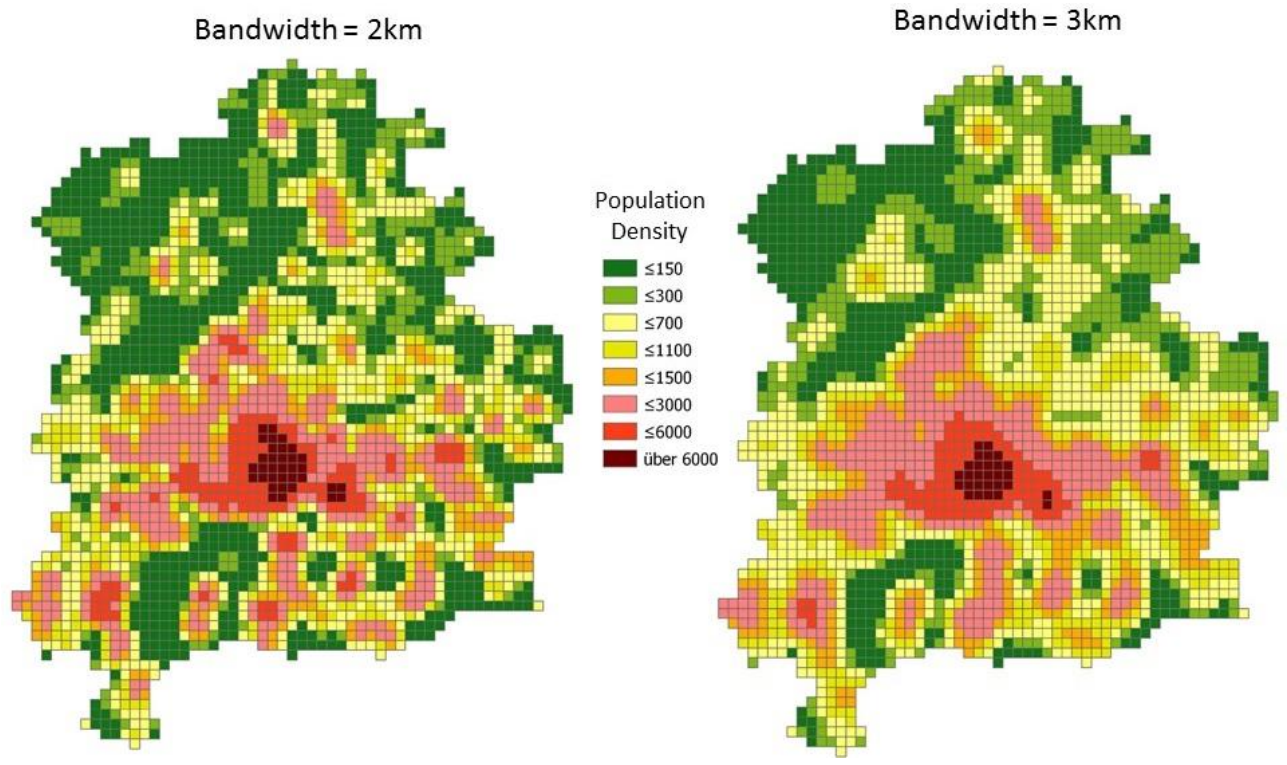 Bandwidth = 2km
Bandwidth = 3km
Population
Density
≤150
≤300
≤700
≤1100
≤1500
≤3000
≤6000
über 6000